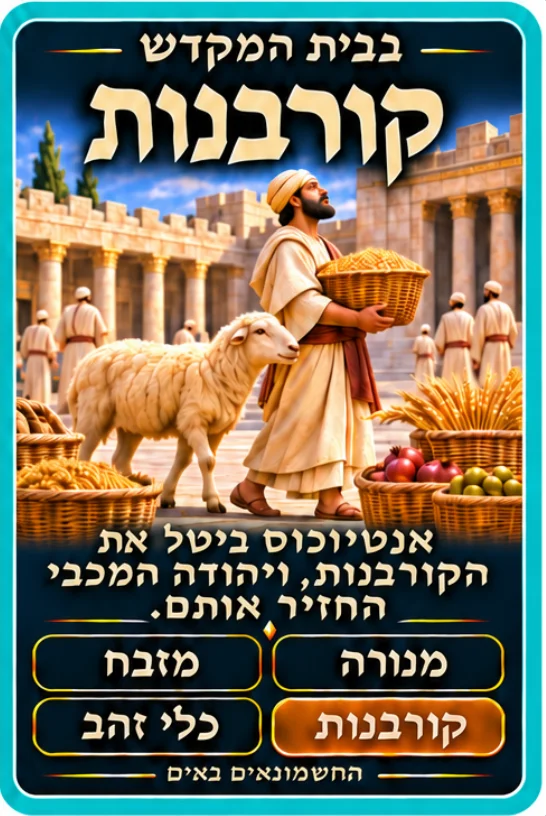 בבית המקדש
קורבנות
אנטיוכוס ביטל את
הקורבנות, ויהודה המכבי
החזיר אותם.
מנורה
מזבח
קורבנות
כלי זהב
החשמונאים באים